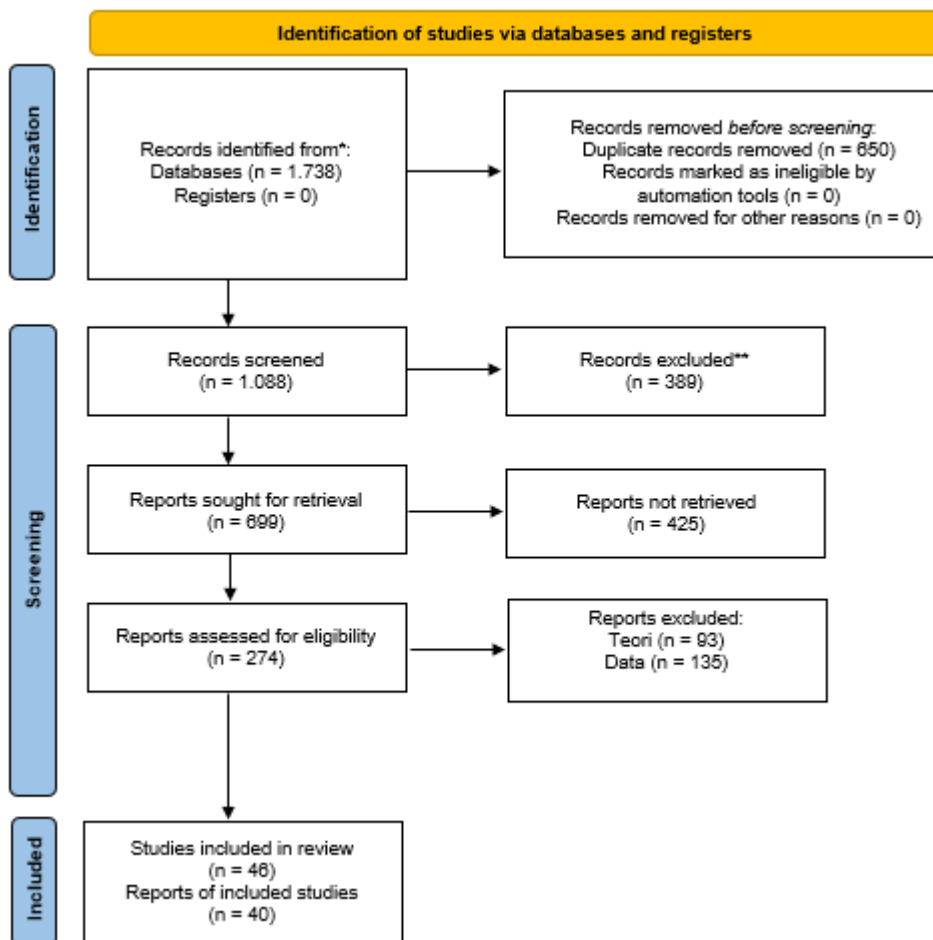 Identification of studies via databases and registers
Identification
Records identified from*:
Databases (n = 1.738)
Registers (n = 0)
Records removed before screening:
Duplicate records removed (n = 650)
Records marked as ineligible by
automation tools (n = 0)
Records removed for other reasons (n = 0)
Screening
Records screened
(n = 1.088)
Records excluded**
(n = 389)
Reports sought for retrieval
(n = 699)
Reports not retrieved
(n = 425)
Reports assessed for eligibility
(n = 274)
Reports excluded:
Teori (n = 93)
Data (n = 135)
Included
Studies included in review
(n = 46)
Reports of included studies
(n = 40)